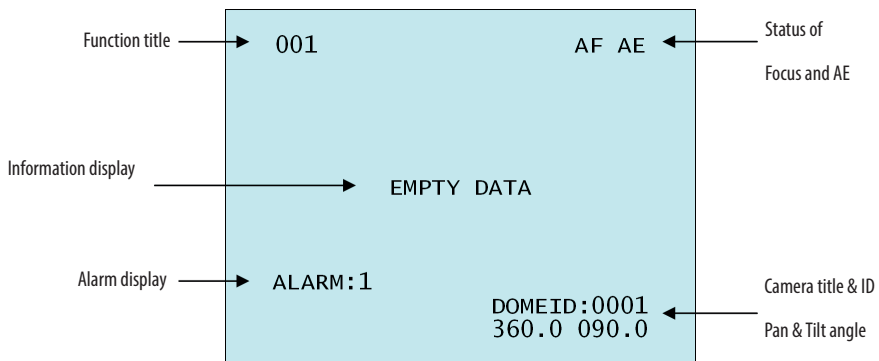 Function title
001
AF AE
Status of
Focus and AE
Information display
EMPTY DATA
Alarm display
ALARM:1
DOMEID:0001
360.0 090.0
Camera title & ID
Pan & Tilt angle